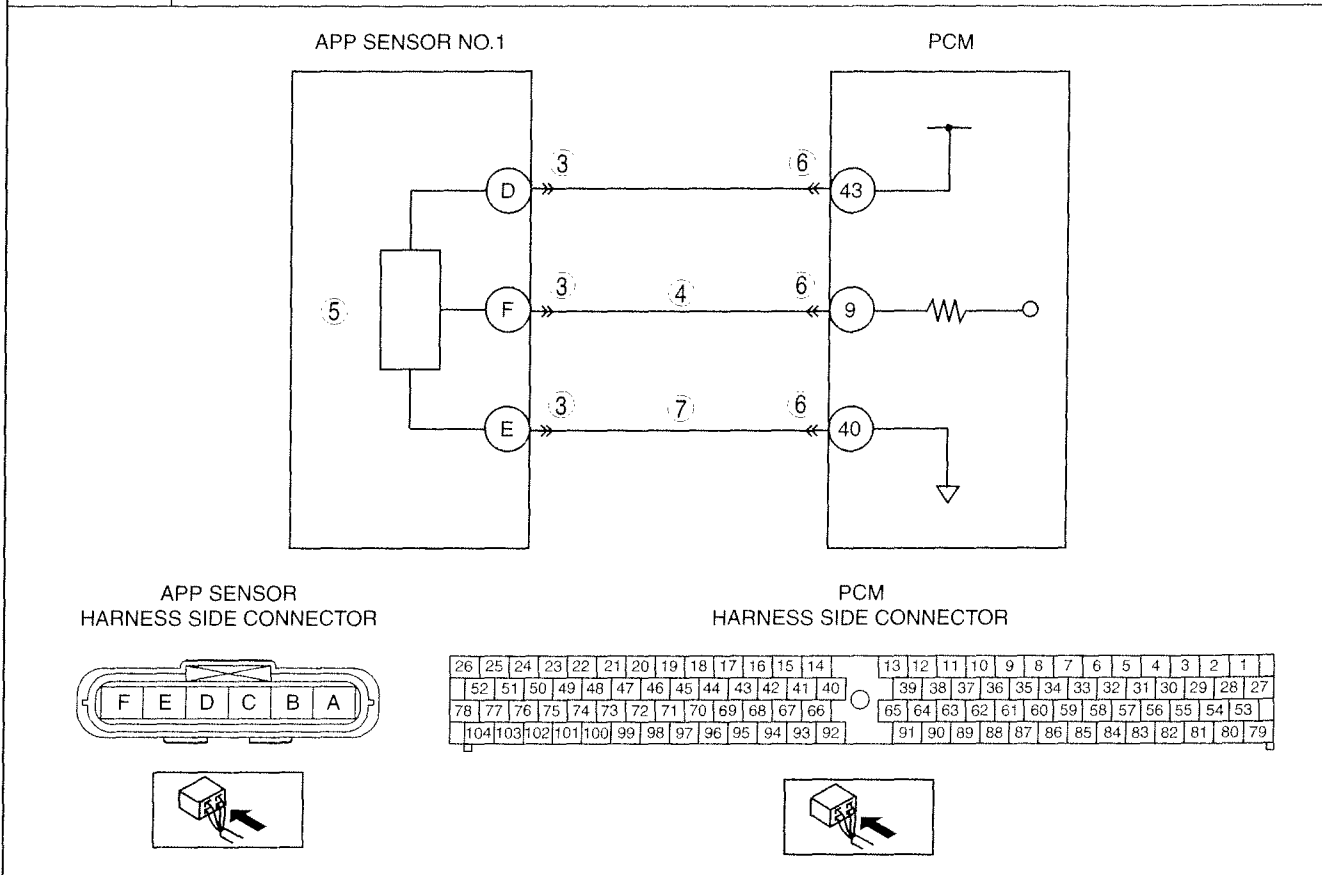 APP SENSOR NO.1
PCM
D 3 6 43
5 F 3 4 6 9
E 3 7 6 40
APP SENSOR
HARNESS SIDE CONNECTOR
PCM
HARNESS SIDE CONNECTOR
F E D C B A
26 25 24 23 22 21 20 19 18 17 16 15 14 13 12 11 10 9 8 7 6 5 4 3 2 1
52 51 50 49 48 47 46 45 44 43 42 41 40 39 38 37 36 35 34 33 32 31 30 29 28 27
78 77 76 75 74 73 72 71 70 69 68 67 66 65 64 63 62 61 60 59 58 57 56 55 54 53
104 103 102 101 100 99 98 97 96 95 94 93 92 91 90 89 88 87 86 85 84 83 82 81 80 79